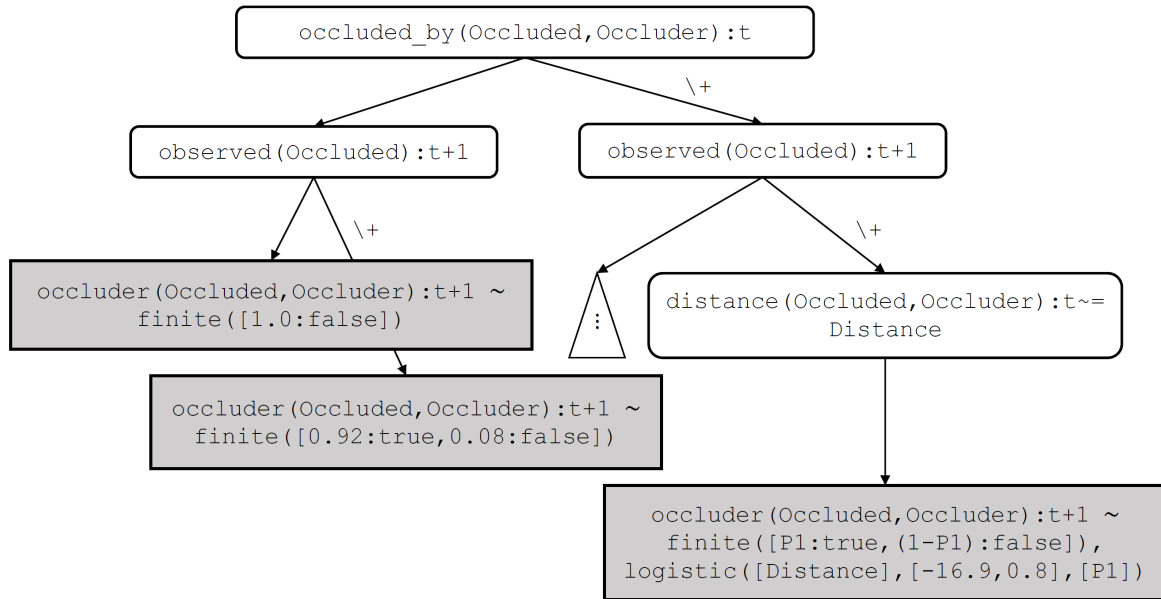 occluded_by(Occluded,Occluder):t
\+
observed(Occluded):t+1
observed(Occluded):t+1
\+
\+
occluder(Occluded,Occluder):t+1 ~
finite([1.0:false])
⋮
distance(Occluded,Occluder):t~=
Distance
occluder(Occluded,Occluder):t+1 ~
finite([0.92:true,0.08:false])
occluder(Occluded,Occluder):t+1 ~
finite([P1:true,(1-P1):false]),
logistic([Distance],[-16.9,0.8],[P1])